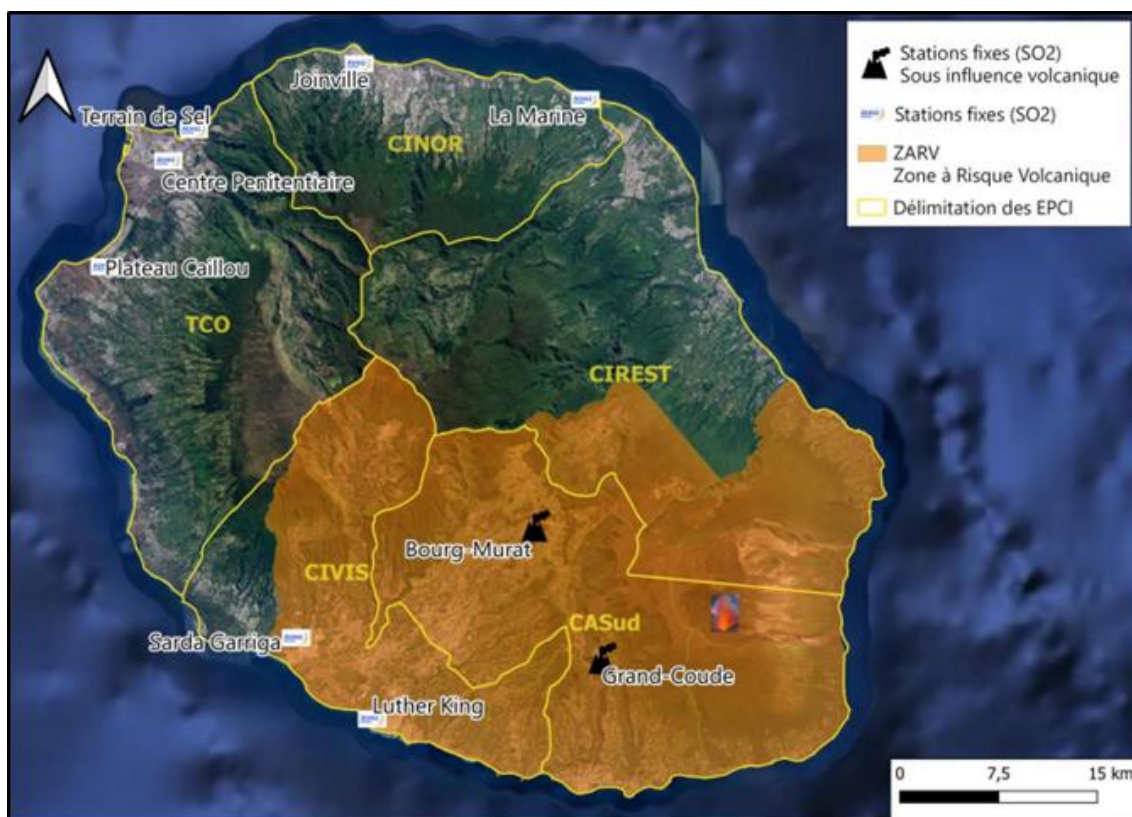 Joinville
Terrain de Sel
La Marine
CINOR
Centre Penitentiaire
Plateau Caillou
TCO
CIREST
Bourg-Murat
CIVIS
CASud
Sarda Garriga
Grand-Coude
Luther King
Stations fixes (SO2)
Sous influence volcanique
Stations fixes (SO2)
ZARV
Zone à Risque Volcanique
Délimitation des EPCI
0 7,5 15 km